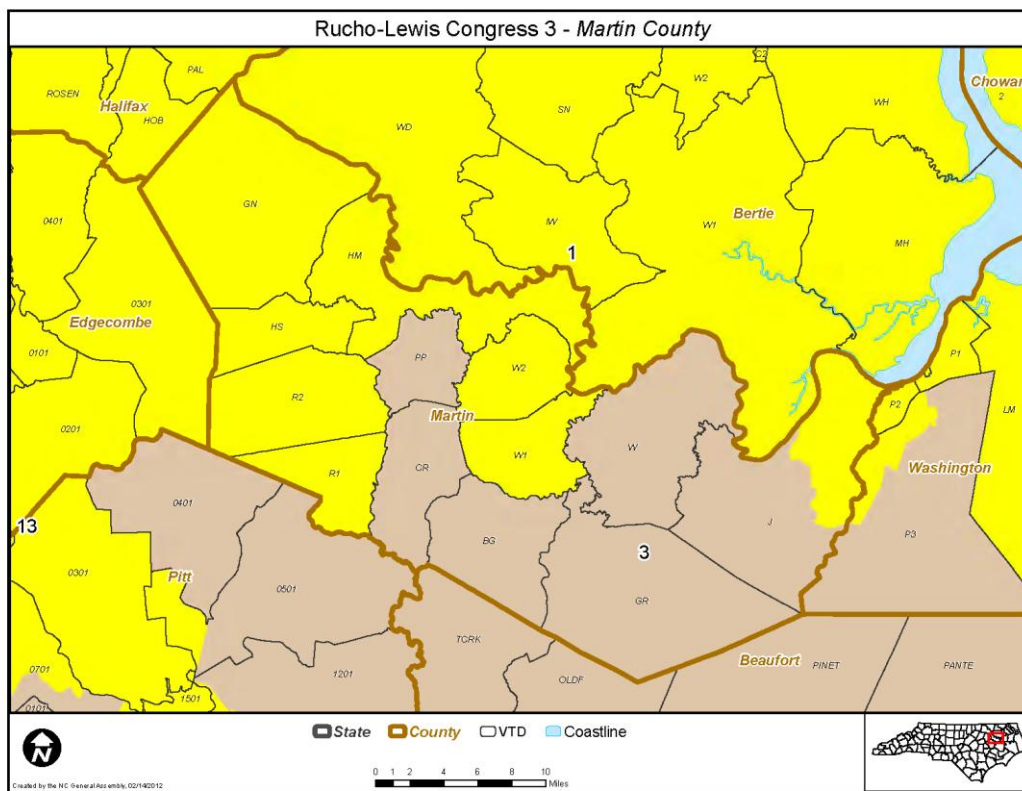 Rucho-Lewis Congress 3 - Martin County
PAL
C2
W2
ROSEN
Halifax
HOB
WD
SN
WH
Chowan
2
0401
GN
IW
Bertie
W1
HM
1
MH
0301
Edgecombe
HS
0101
PP
W2
P1
R2
Martin
P2
LM
0201
W1
W
Washington
R1
CR
0401
13
J
P3
BG
3
0301
Pitt
0501
GR
TCRK
Beaufort
0701
1201
OLDF
PINET
PANTE
0101
1501
State
County
VTD
Coastline
N
0 1 2 4 6 8 10
Miles
Created by the NC General Assembly, 02/14/2012